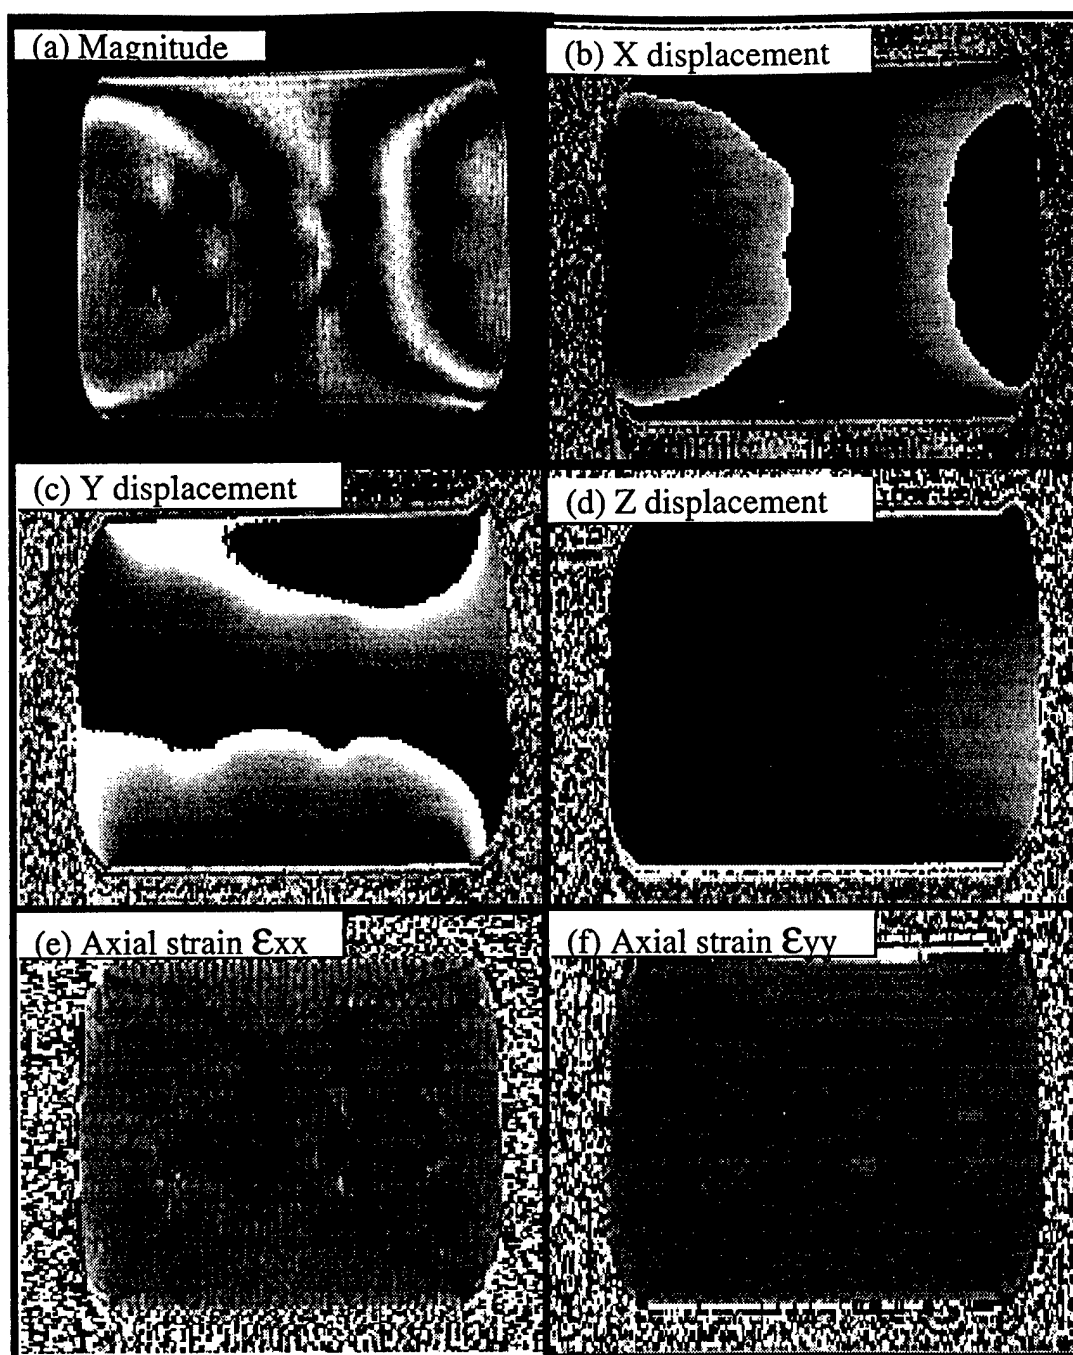 (a) Magnitude
(b) X displacement
(c) Y displacement
(d) Z displacement
(e) Axial strain εxx
(f) Axial strain εyy